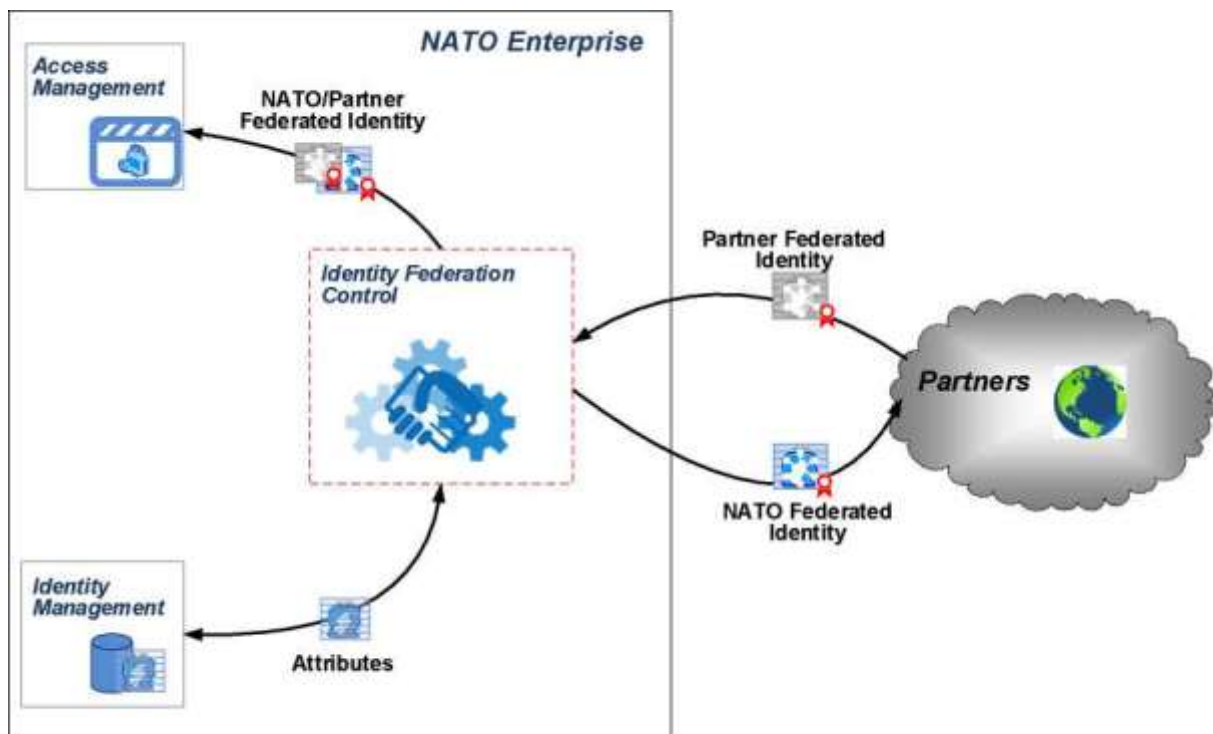 NATO Enterprise
Access
Management
NATO/Partner
Federated Identity
Identity Federation
Control
Partner Federated
Identity
Partners
NATO Federated
Identity
Identity
Management
Attributes